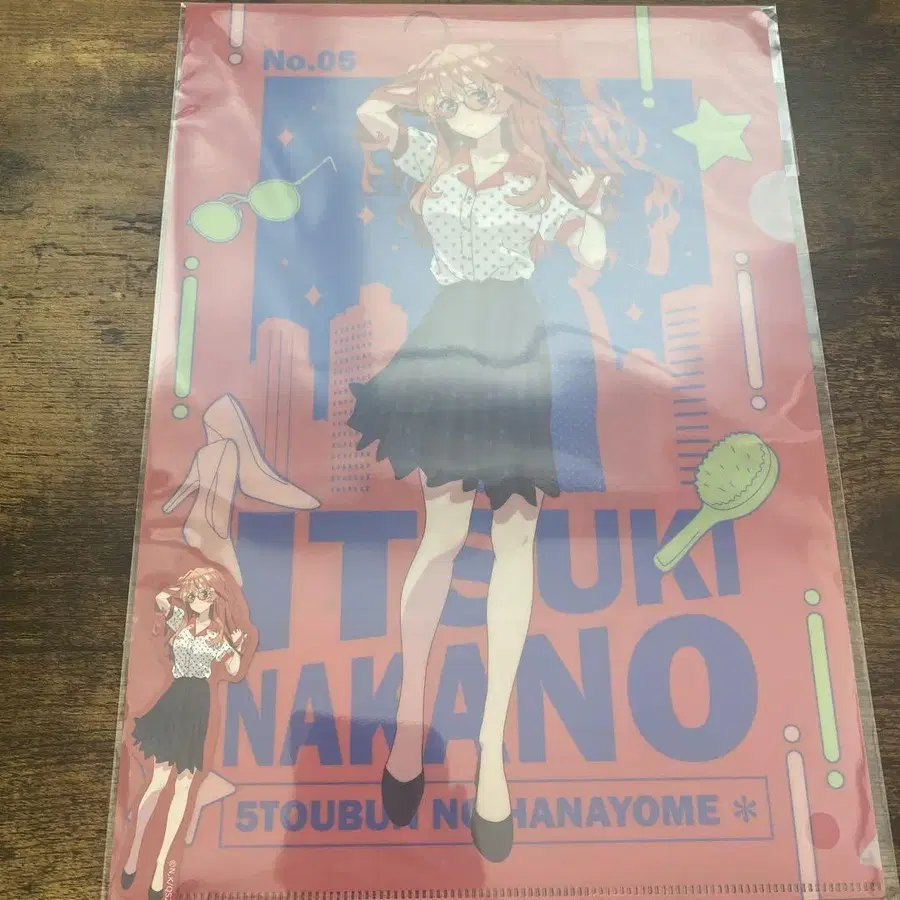 No.05
ITSUKI
NAKANO
5TOUBUN NO HANAYOME *